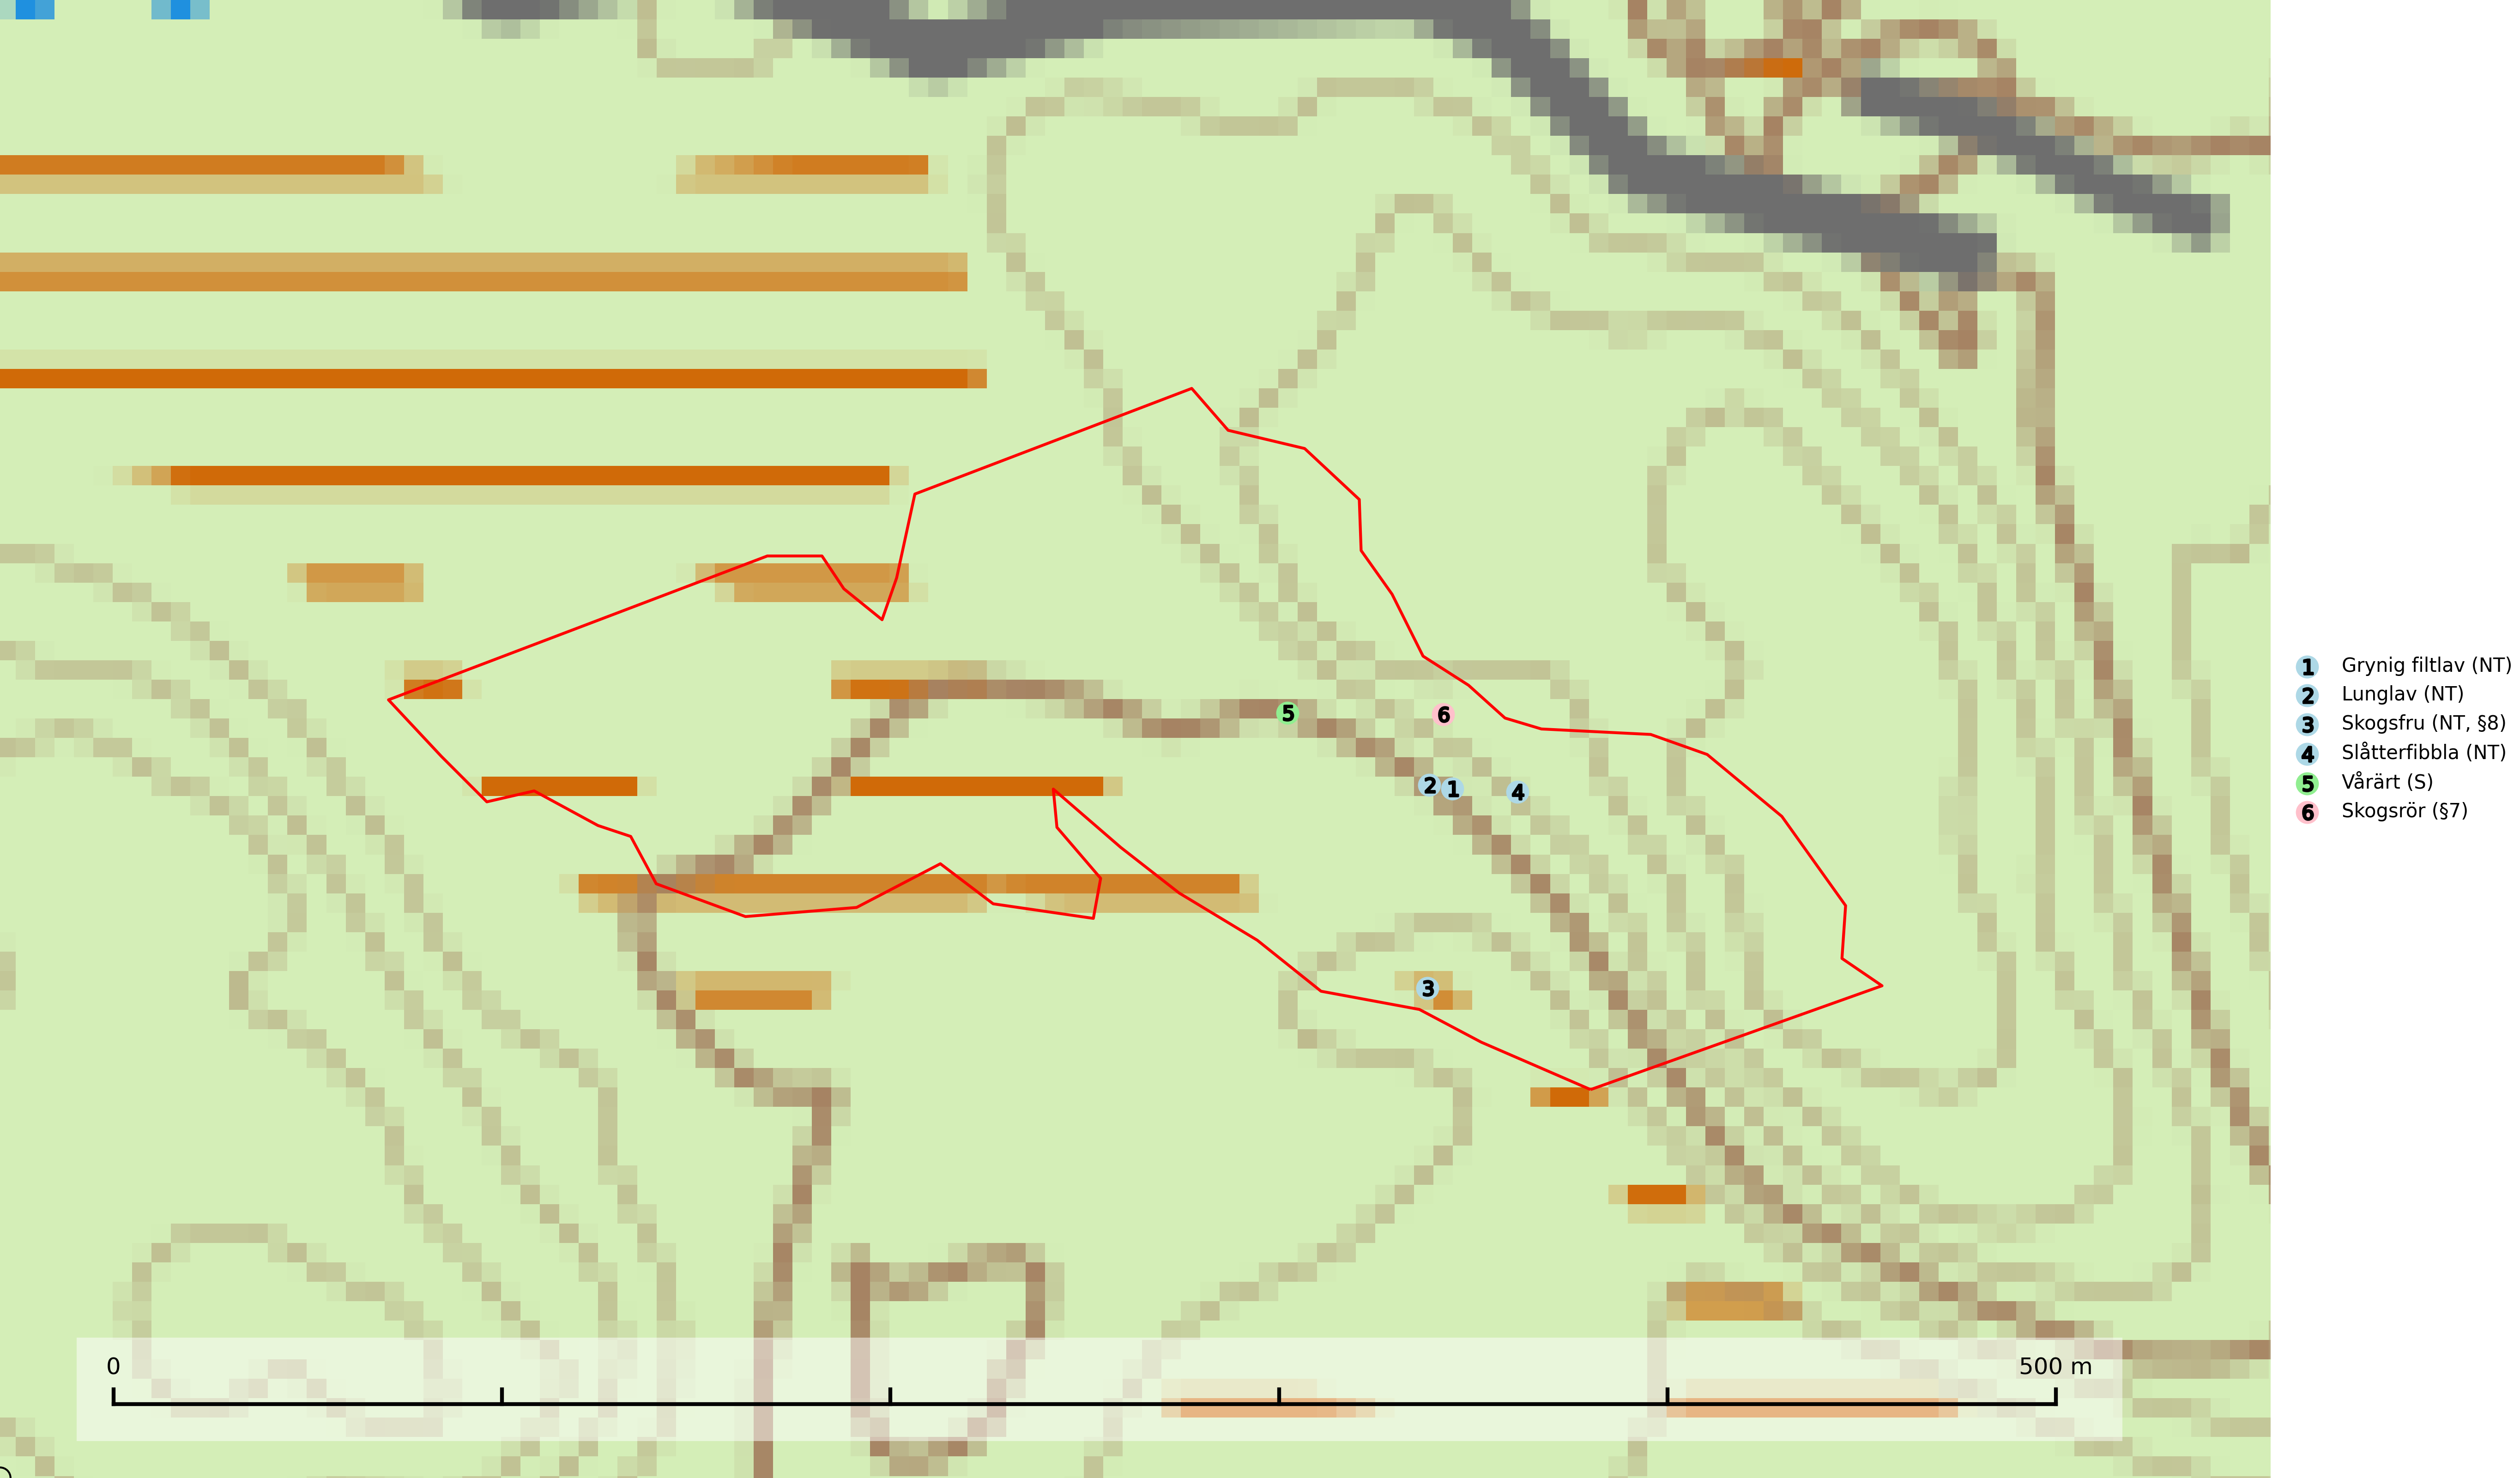 5
6
2
1
4
3
1 Grynig filtlav (NT)
2 Lunglav (NT)
3 Skogsfru (NT, §8)
4 Slåtterfibbla (NT)
5 Vårärt (S)
6 Skogsrör (§7)
0 500 m